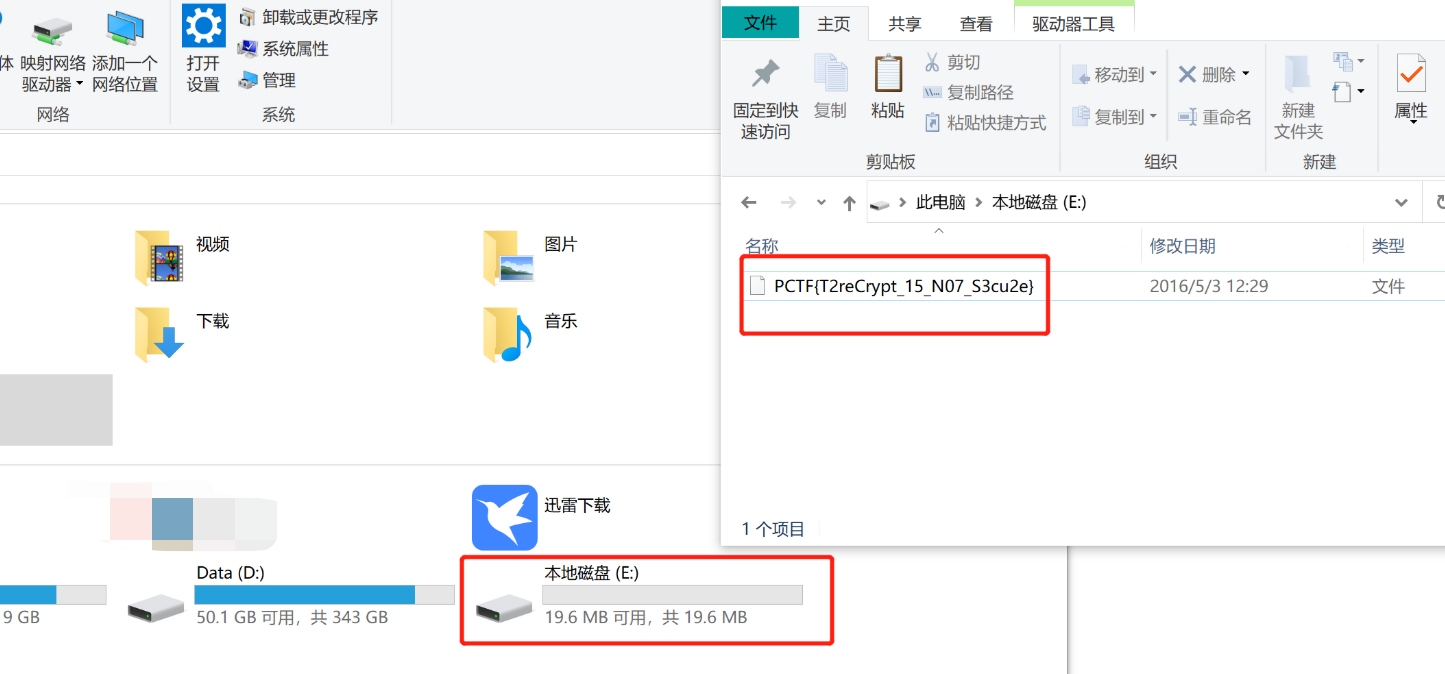 体
映射网络
驱动器
添加一个
网络位置
网络
打开
设置
卸载或更改程序
系统属性
管理
系统
视频
图片
下载
音乐
迅雷下载
9 GB
Data (D:)
50.1 GB 可用，共 343 GB
本地磁盘 (E:)
19.6 MB 可用，共 19.6 MB
文件
主页
共享
查看
驱动器工具
固定到快
速访问
复制
粘贴
剪切
复制路径
粘贴快捷方式
剪贴板
移动到
复制到
删除
重命名
组织
新建
文件夹
新建
属性
此电脑
本地磁盘 (E:)
名称
修改日期
类型
PCTF{T2reCrypt_15_N07_S3cu2e}
2016/5/3 12:29
文件
1 个项目